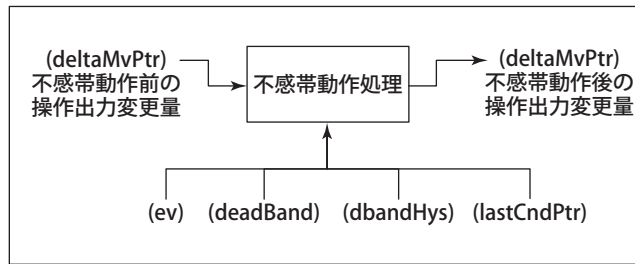 (deltaMvPtr)
不感帯動作前の
操作出力変更量
不感帯動作処理
(deltaMvPtr)
不感帯動作後の
操作出力変更量
(ev) (deadBand) (dbandHys) (lastCndPtr)